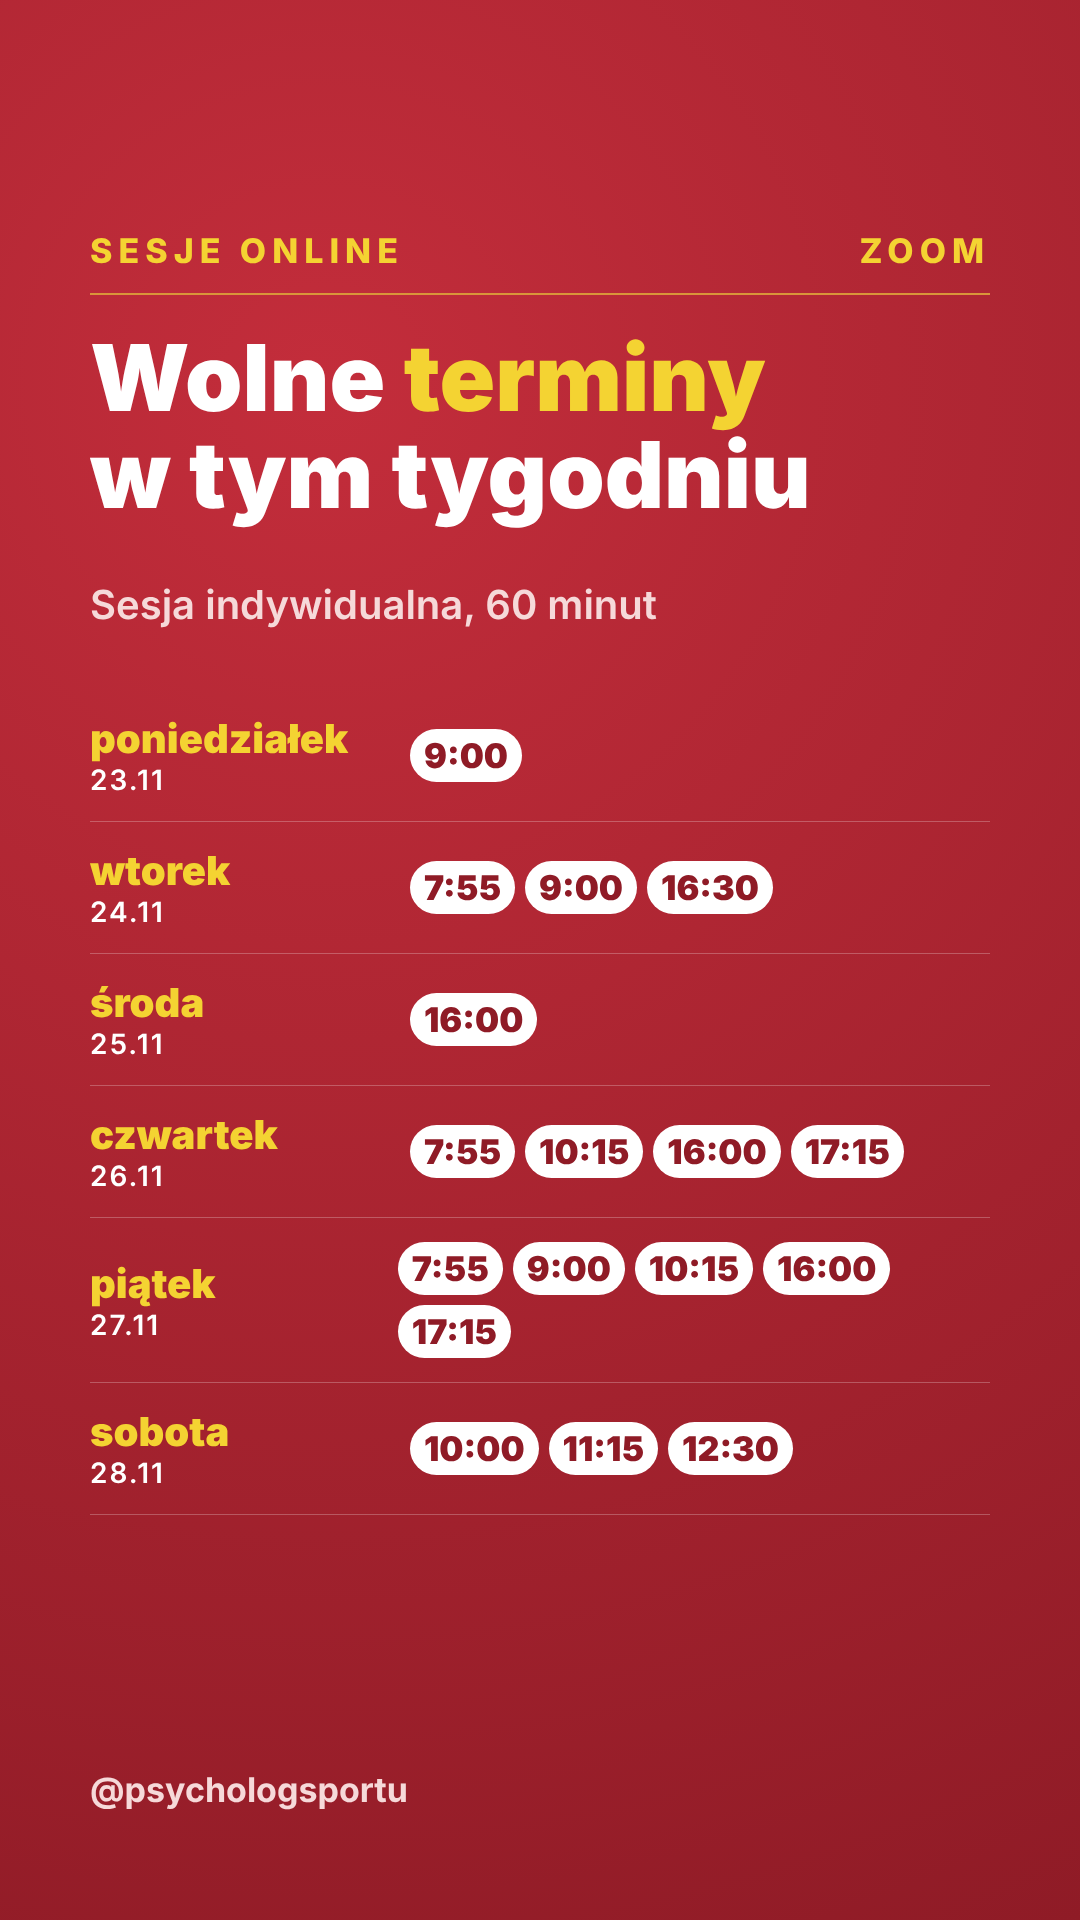 SESJE ONLINE ZOOM
Wolne terminy
w tym tygodniu
Sesja indywidualna, 60 minut
poniedziałek
23.11
9:00
wtorek
24.11
7:55 9:00 16:30
środa
25.11
16:00
czwartek
26.11
7:55 10:15 16:00 17:15
piątek
27.11
7:55 9:00 10:15 16:00
17:15
sobota
28.11
10:00 11:15 12:30
@psychologsportu